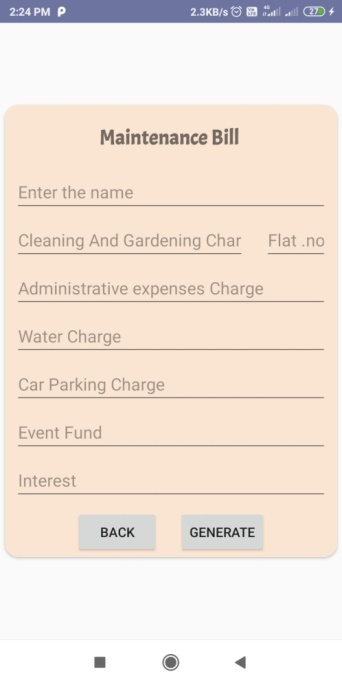 2:24 PM P 2.3KB/s 4G 27
Maintenance Bill
Enter the name
Cleaning And Gardening Char Flat .no
Administrative expenses Charge
Water Charge
Car Parking Charge
Event Fund
Interest
BACK GENERATE